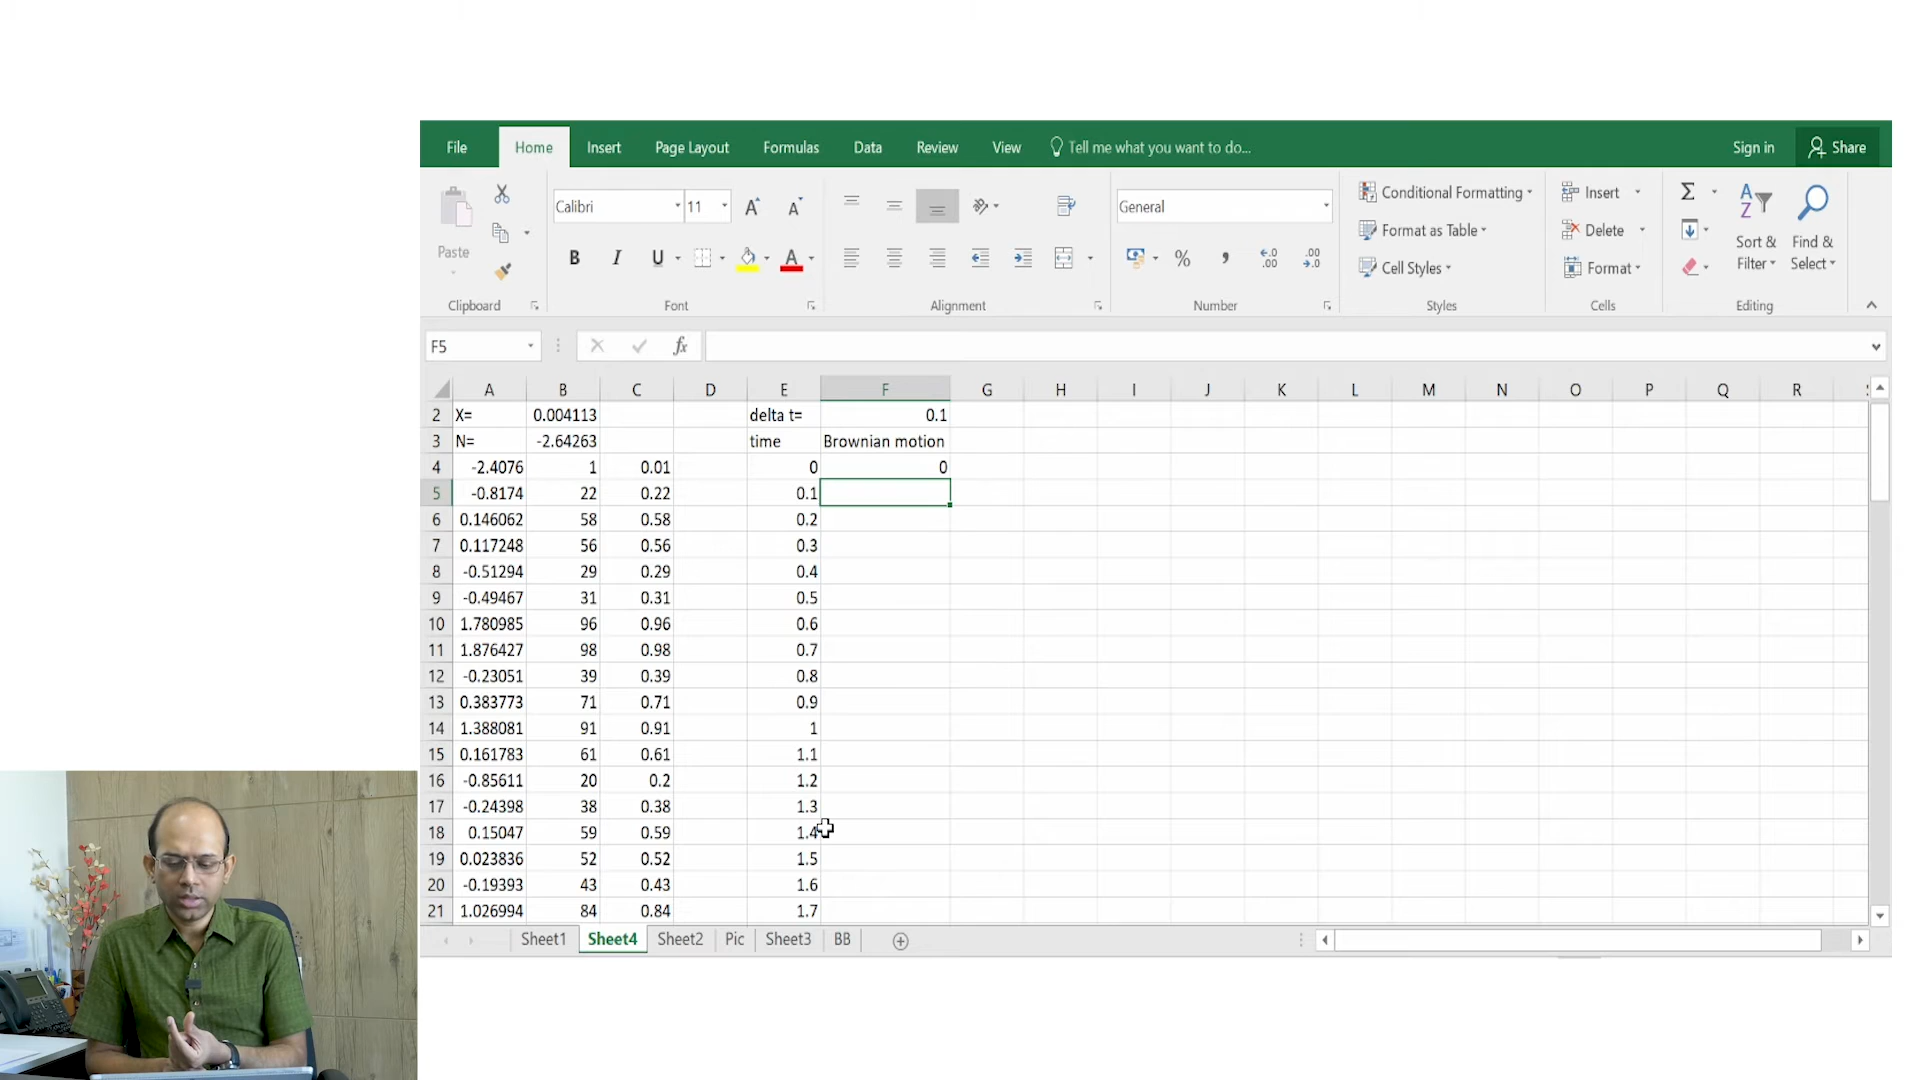 File Home Insert Page Layout Formulas Data Review View Tell me what you want to do... Sign in Share
Calibri 11 General Conditional Formatting Insert
Paste B I U A % , Format as Table Delete Sort & Filter Find & Select
Cell Styles Format
Clipboard Font Alignment Number Styles Cells Editing
F5 fx
A B C D E F G H I J K L M N O P Q R
2 X= 0.004113 delta t= 0.1
3 N= -2.64263 time Brownian motion
4 -2.4076 1 0.01 0 0
5 -0.8174 22 0.22 0.1
6 0.146062 58 0.58 0.2
7 0.117248 56 0.56 0.3
8 -0.51294 29 0.29 0.4
9 -0.49467 31 0.31 0.5
10 1.780985 96 0.96 0.6
11 1.876427 98 0.98 0.7
12 -0.23051 39 0.39 0.8
13 0.383773 71 0.71 0.9
14 1.388081 91 0.91 1
15 0.161783 61 0.61 1.1
16 -0.85611 20 0.2 1.2
17 -0.24398 38 0.38 1.3
18 0.15047 59 0.59 1.4
19 0.023836 52 0.52 1.5
20 -0.19393 43 0.43 1.6
21 1.026994 84 0.84 1.7
Sheet1 Sheet4 Sheet2 Pic Sheet3 BB